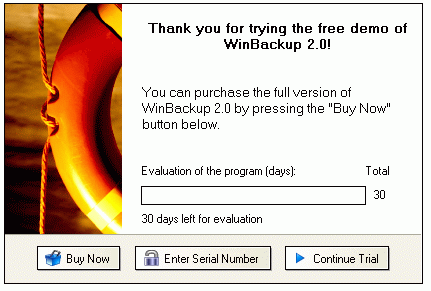 Thank you for trying the free demo of
WinBackup 2.0!
You can purchase the full version of
WinBackup 2.0 by pressing the "Buy Now"
button below.
Evaluation of the program (days): Total
30
30 days left for evaluation
Buy Now Enter Serial Number Continue Trial